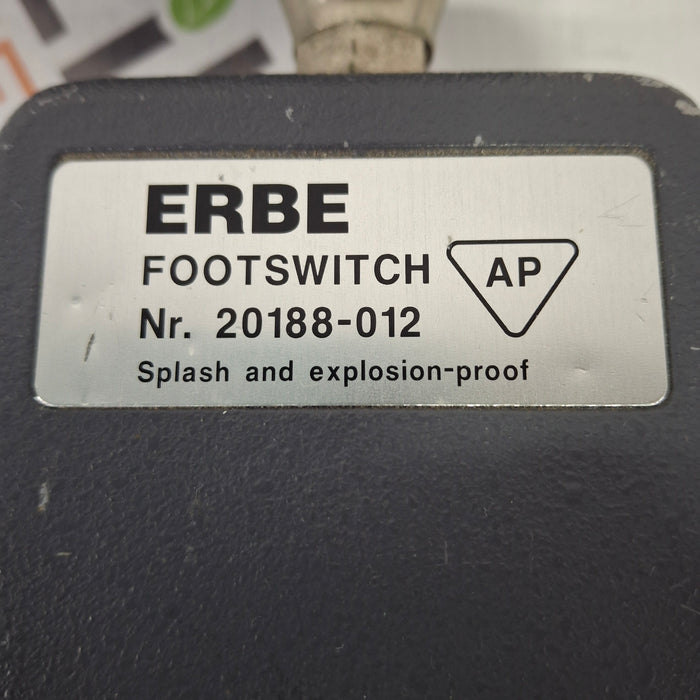 ERBE
FOOTSWITCH
AP
Nr. 20188-012
Splash and explosion-proof